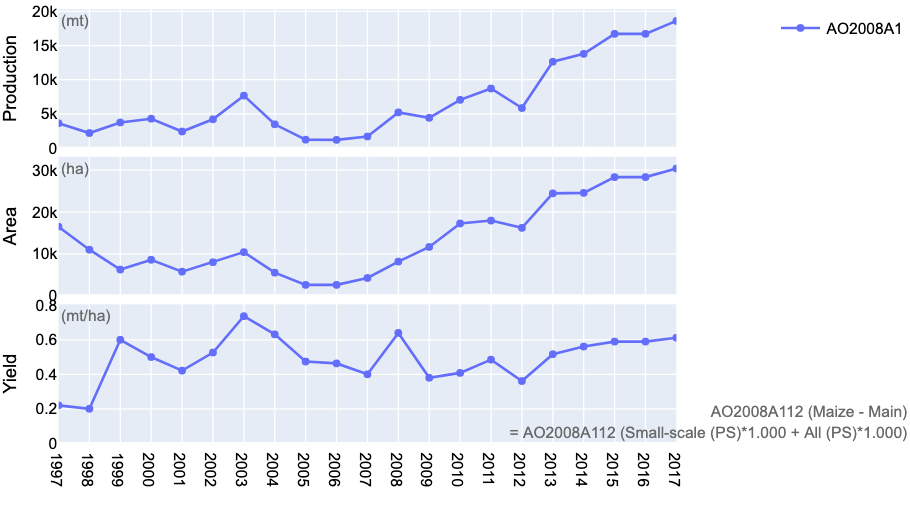 20k
(mt)
15k
10k
5k
0
Production
AO2008A1
30k
(ha)
20k
10k
0
Area
0.8
(mt/ha)
0.6
0.4
0.2
0
Yield
AO2008A112 (Maize - Main)
= AO2008A112 (Small-scale (PS)*1.000 + All (PS)*1.000)
1997
1998
1999
2000
2001
2002
2003
2004
2005
2006
2007
2008
2009
2010
2011
2012
2013
2014
2015
2016
2017